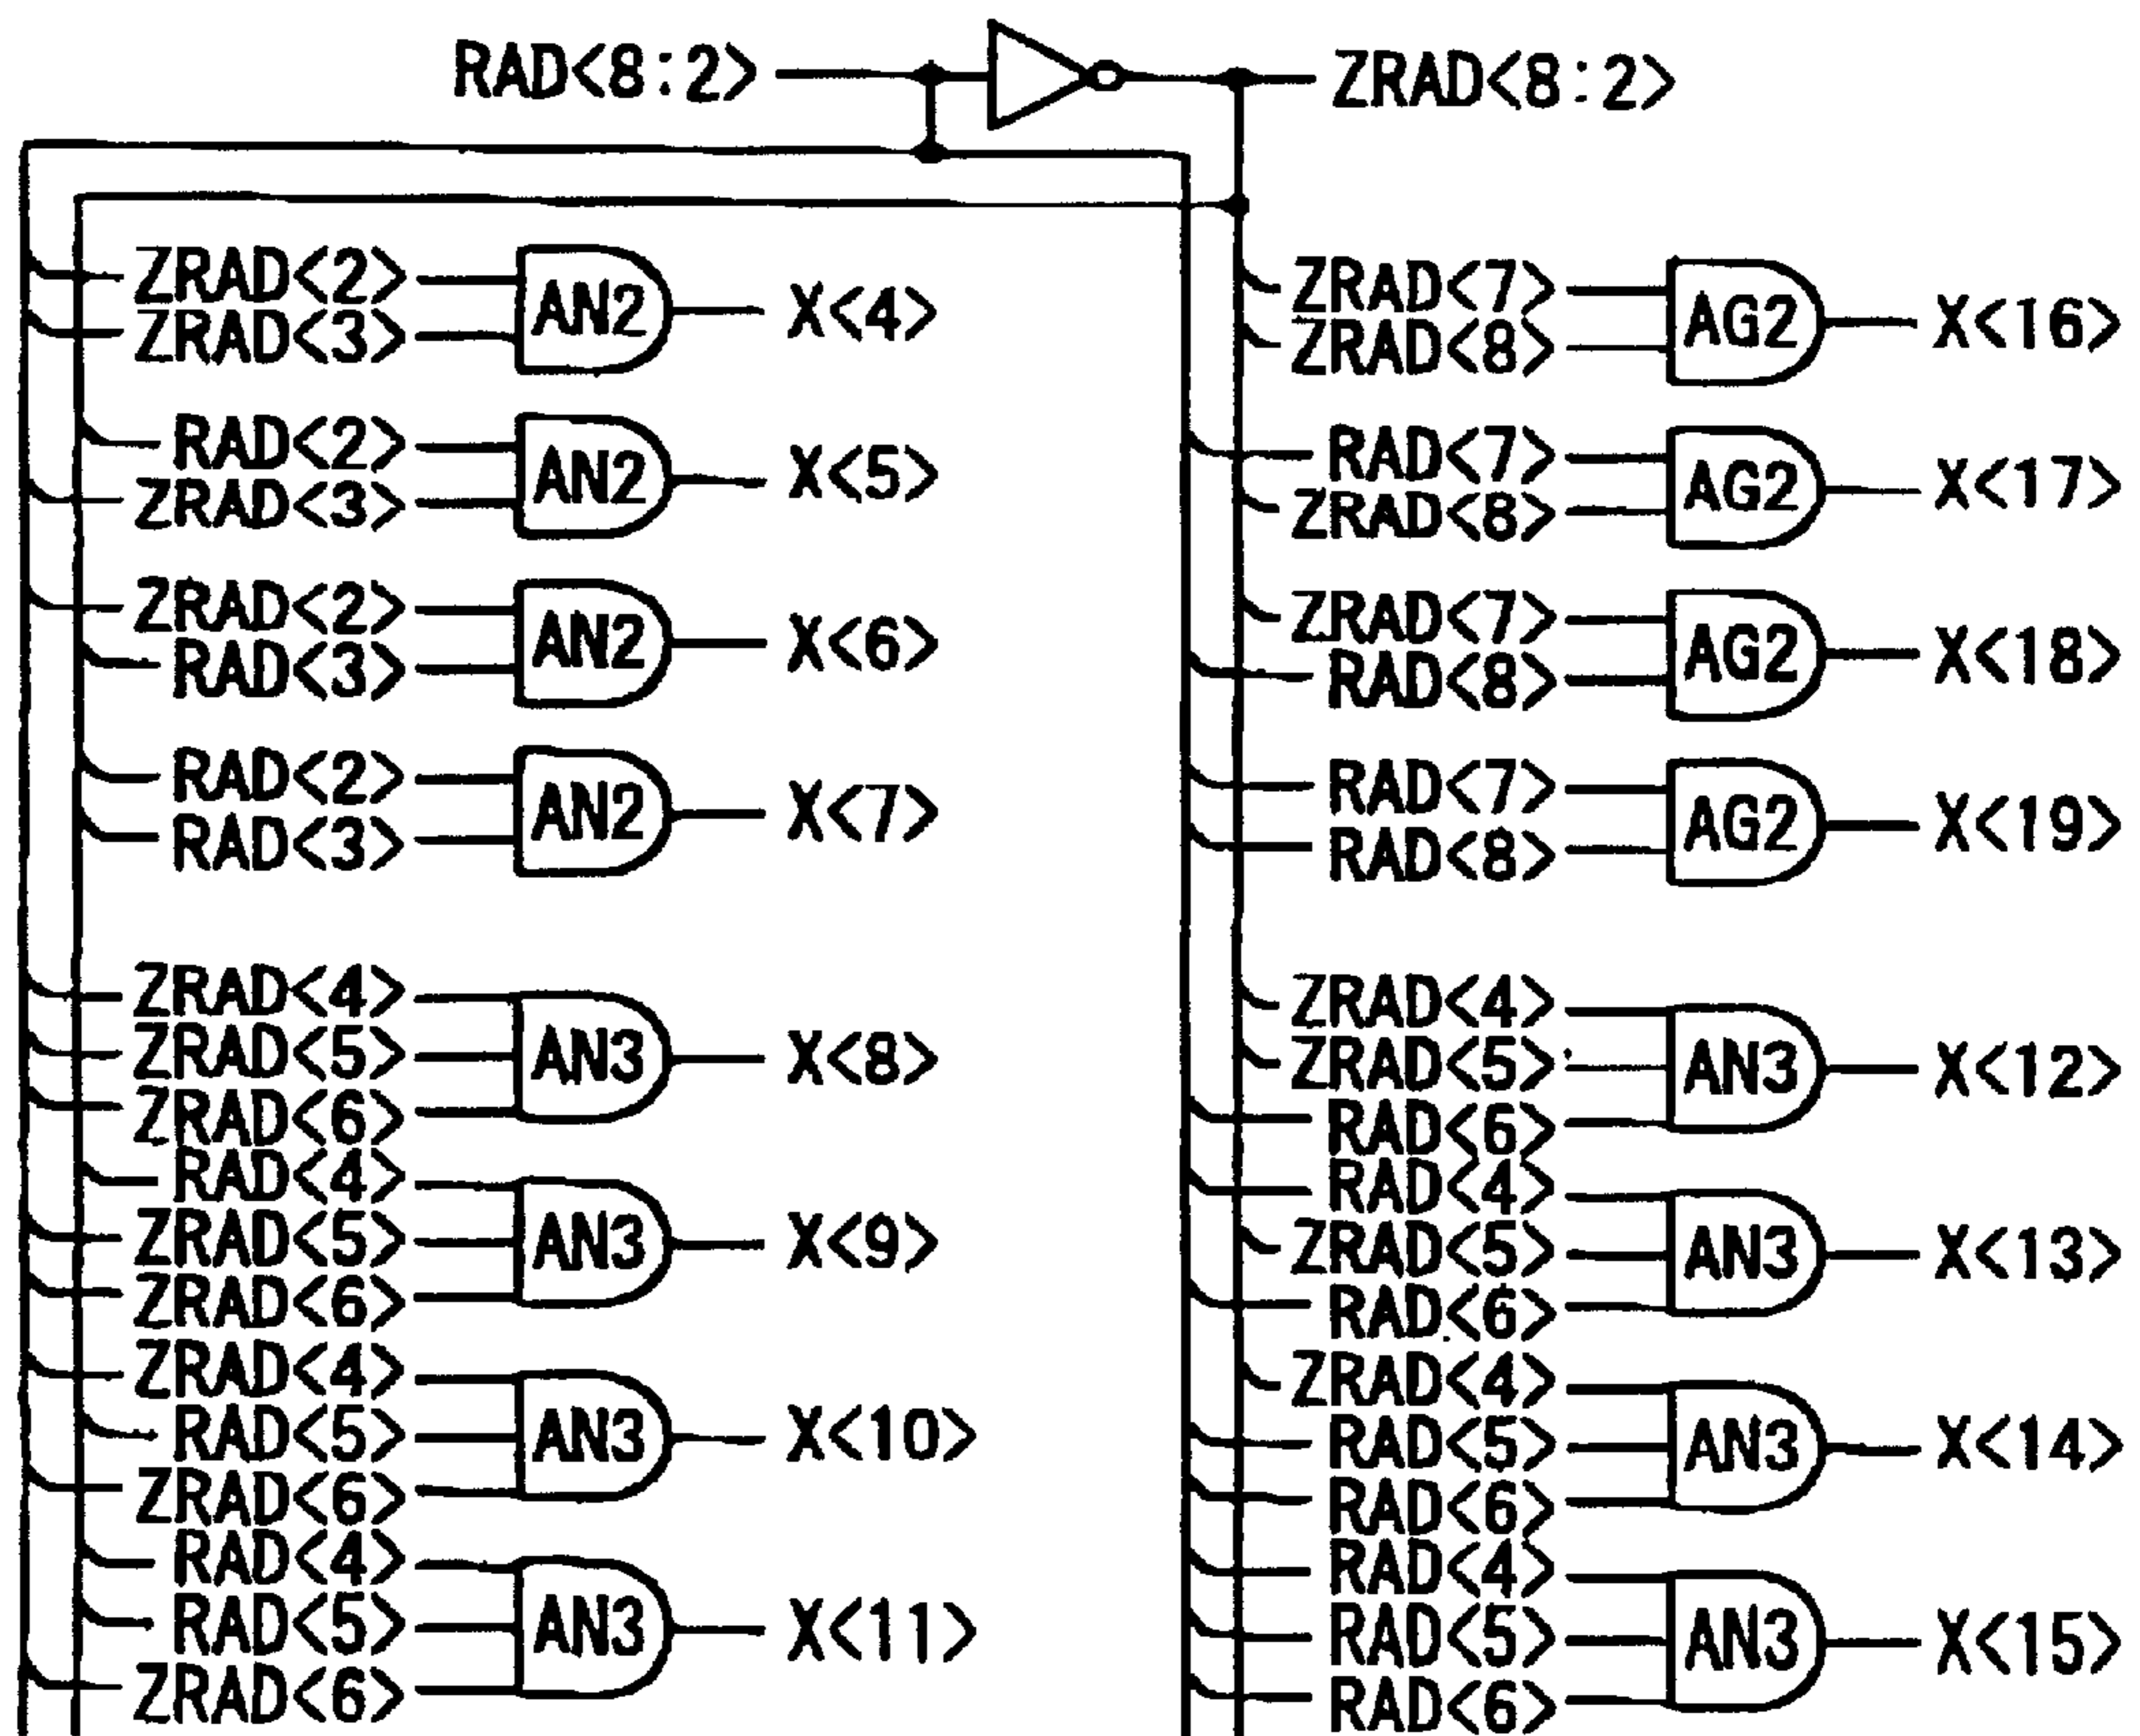 RAD<8:2>
ZRAD<8:2>
ZRAD<2>
ZRAD<3>
AN2
X<4>
RAD<2>
ZRAD<3>
AN2
X<5>
ZRAD<2>
RAD<3>
AN2
X<6>
RAD<2>
RAD<3>
AN2
X<7>
ZRAD<4>
ZRAD<5>
ZRAD<6>
AN3
X<8>
RAD<4>
ZRAD<5>
ZRAD<6>
AN3
X<9>
ZRAD<4>
RAD<5>
ZRAD<6>
AN3
X<10>
RAD<4>
RAD<5>
ZRAD<6>
AN3
X<11>
ZRAD<7>
ZRAD<8>
AG2
X<16>
RAD<7>
ZRAD<8>
AG2
X<17>
ZRAD<7>
RAD<8>
AG2
X<18>
RAD<7>
RAD<8>
AG2
X<19>
ZRAD<4>
ZRAD<5>
RAD<6>
AN3
X<12>
RAD<4>
ZRAD<5>
RAD<6>
AN3
X<13>
ZRAD<4>
RAD<5>
RAD<6>
AN3
X<14>
RAD<4>
RAD<5>
RAD<6>
AN3
X<15>